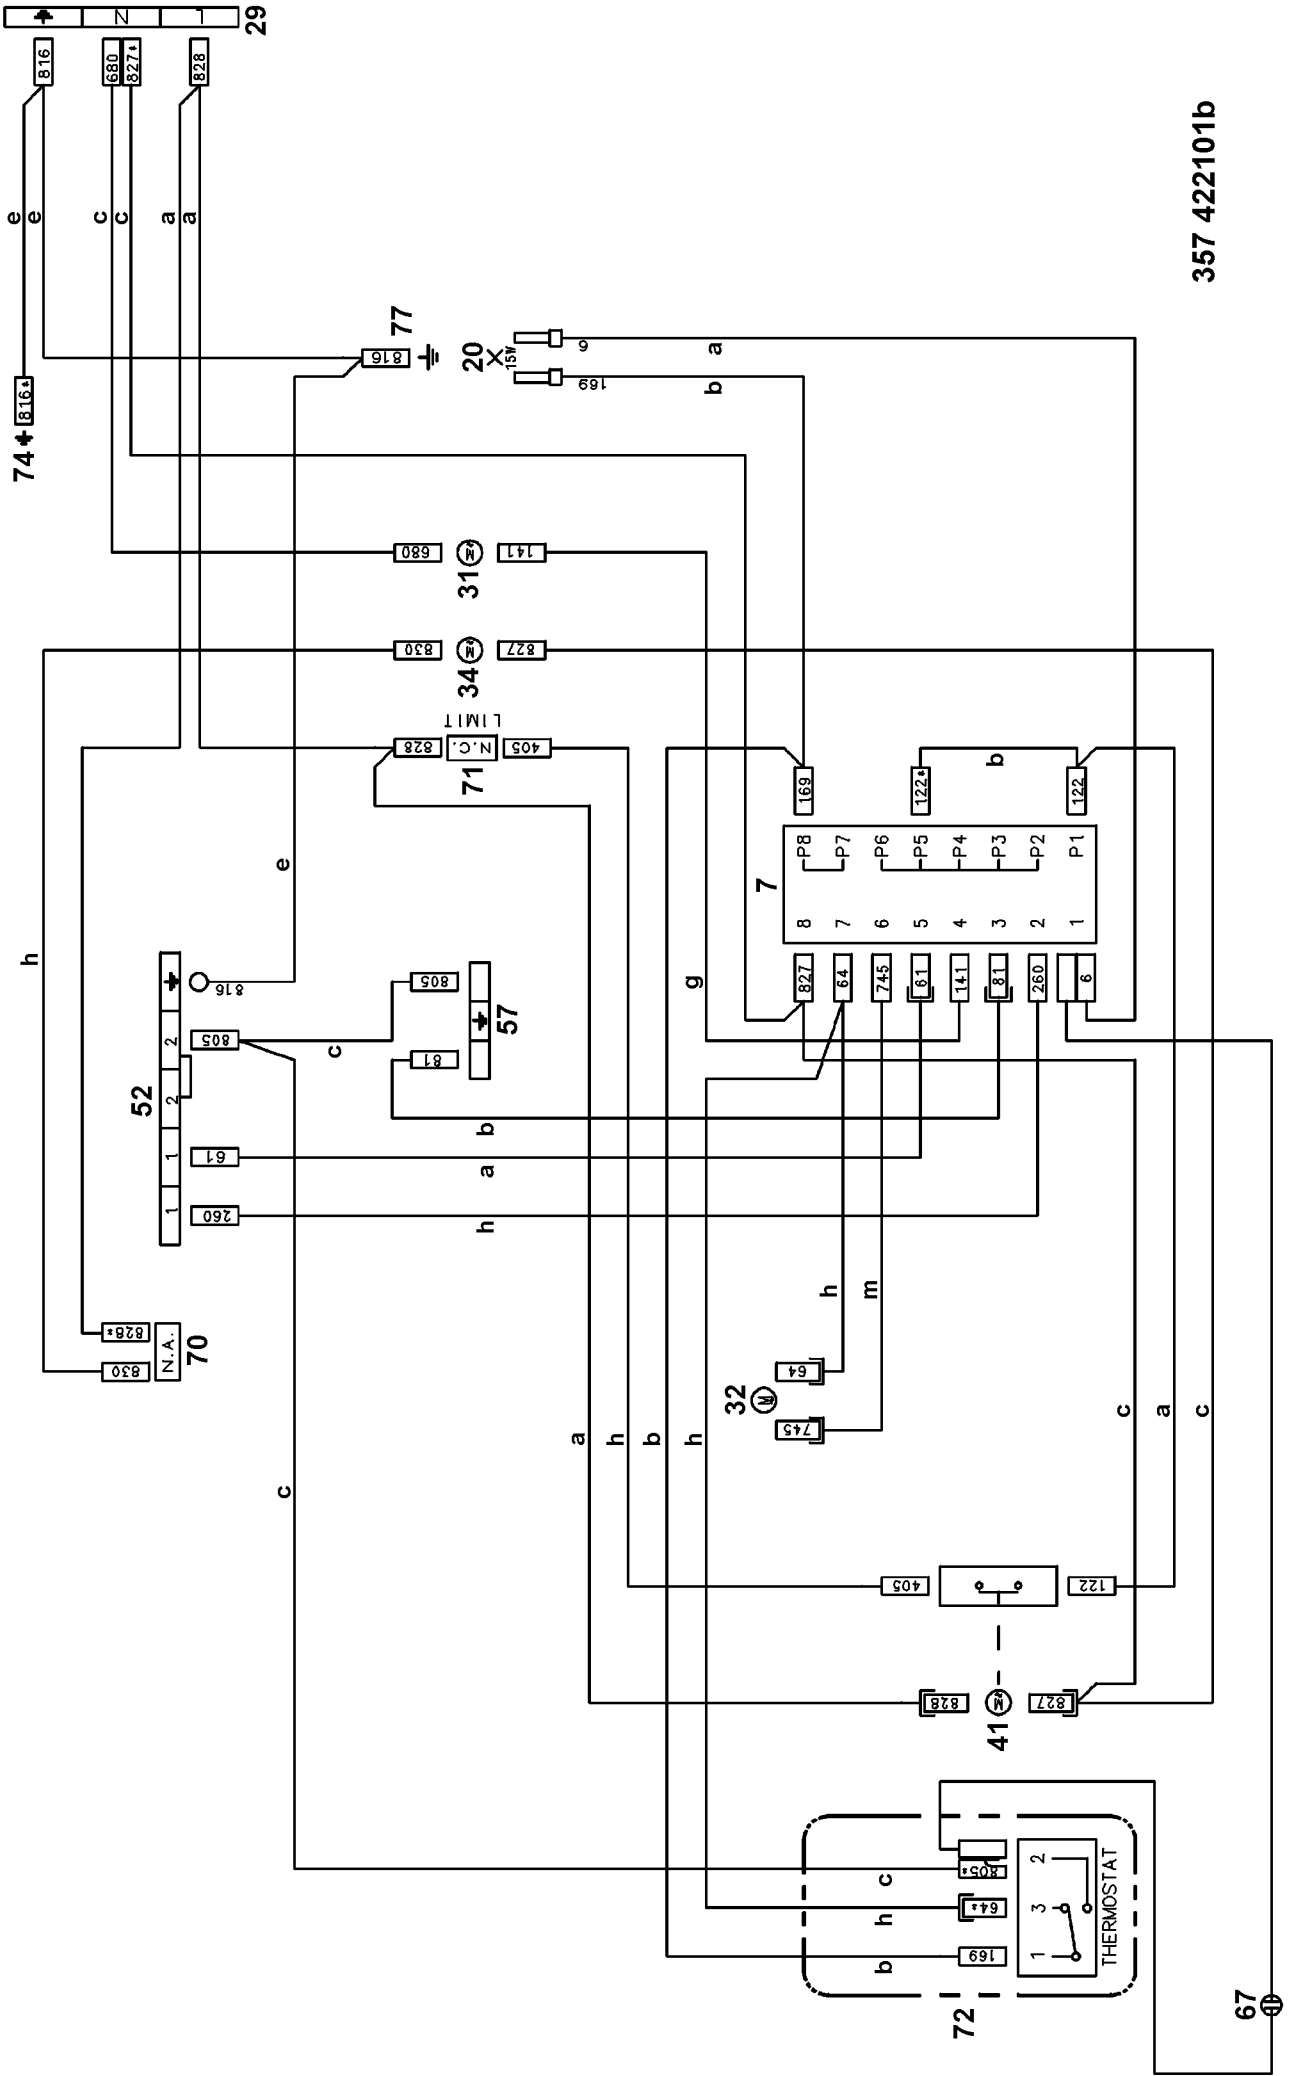 29
N
L
816
680
827*
828
e
e
c
c
a
a
357 422101b
77
816
20
15W
6
169
a
b
74
816*
680
31
M
141
830
34
M
827
LIMIT
828
N.C.
405
71
b
169
122*
122
7
P8
P7
P6
P5
P4
P3
P2
P1
8
7
6
5
4
3
2
1
827
64
745
61
141
81
260
6
e
h
g
816
52
2
2
1
1
805
61
260
c
805
81
57
b
a
h
828*
830
N.A.
70
h
m
32
M
64
745
a
h
b
h
c
a
c
c
405
122
828
41
M
827
805*
64*
169
c
h
b
2
3
1
THERMOSTAT
72
67